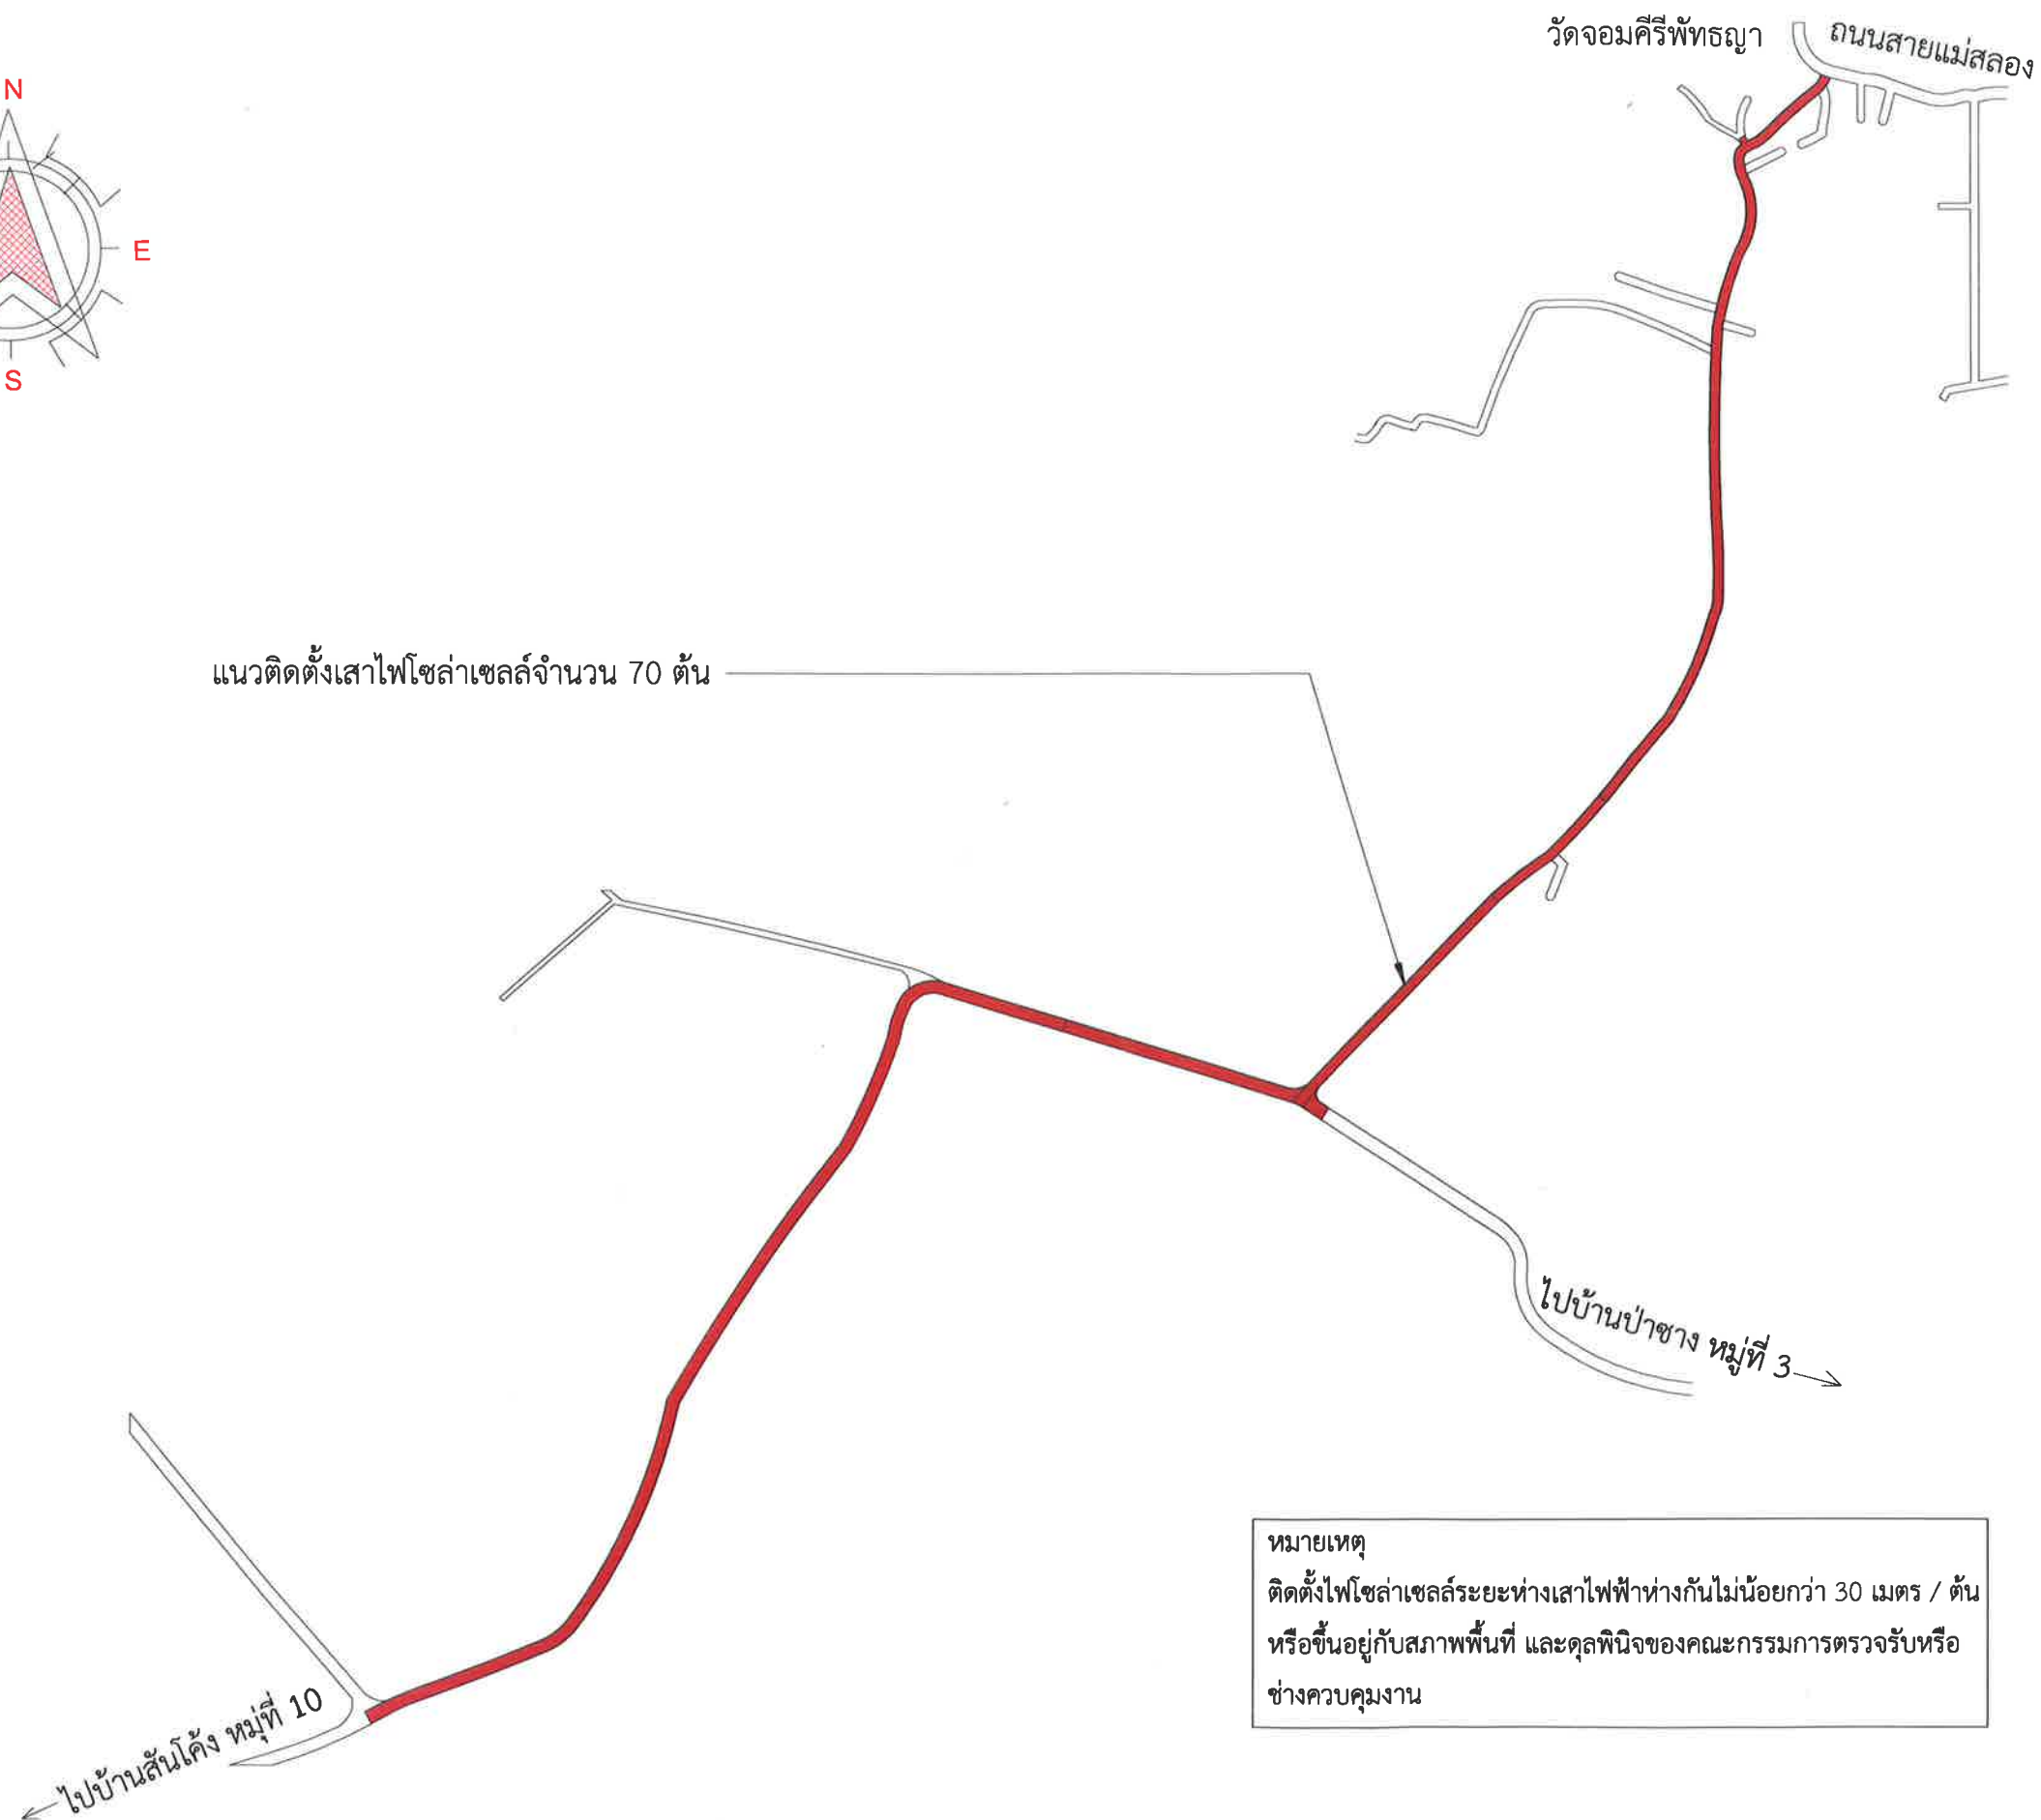 วัดจอมคีรีพัทธญา
ถนนสายแม่สลอง
N
E
S
แนวติดตั้งเสาไฟโซล่าเซลล์จำนวน 70 ต้น
ไปบ้านป่าซาง หมู่ที่ 3
หมายเหตุ
ติดตั้งไฟโซล่าเซลล์ระยะห่างเสาไฟฟ้าห่างกันไม่น้อยกว่า 30 เมตร / ต้น
หรือขึ้นอยู่กับสภาพพื้นที่ และดุลพินิจของคณะกรรมการตรวจรับหรือ
ช่างควบคุมงาน
ไปบ้านสันโค้ง หมู่ที่ 10